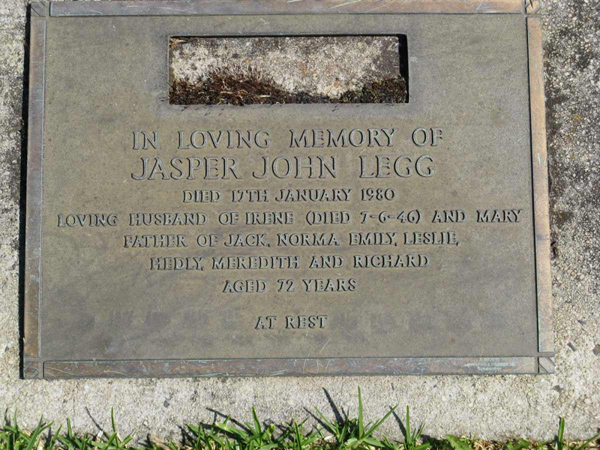 IN LOVING MEMORY OF
JASPER JOHN LEGG
DIED 17TH JANUARY 1980
LOVING HUSBAND OF IRENE (DIED 7-6-46) AND MARY
FATHER OF JACK, NORMA EMILY, LESLIE,
HEDLY, MEREDITH AND RICHARD
AGED 72 YEARS
AT REST